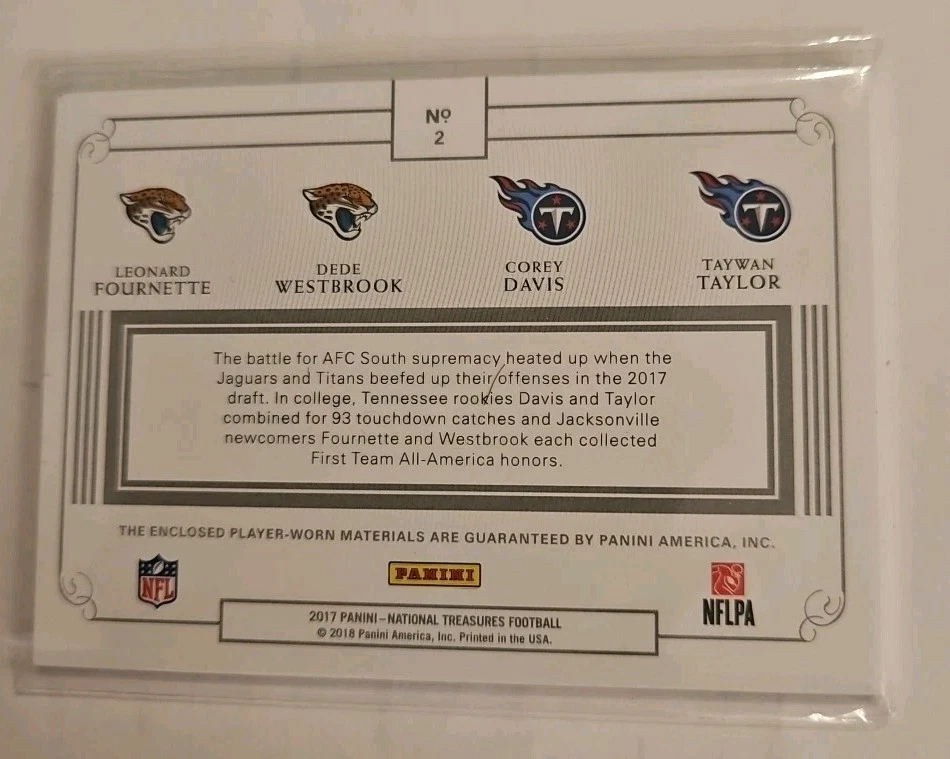 Nº
2
LEONARD
FOURNETTE
DEDE
WESTBROOK
COREY
DAVIS
TAYWAN
TAYLOR
The battle for AFC South supremacy heated up when the
Jaguars and Titans beefed up their offenses in the 2017
draft. In college, Tennessee rookies Davis and Taylor
combined for 93 touchdown catches and Jacksonville
newcomers Fournette and Westbrook each collected
First Team All-America honors.
THE ENCLOSED PLAYER-WORN MATERIALS ARE GUARANTEED BY PANINI AMERICA, INC.
NFL
PANINI
NFLPA
2017 PANINI – NATIONAL TREASURES FOOTBALL
© 2018 Panini America, Inc. Printed in the USA.